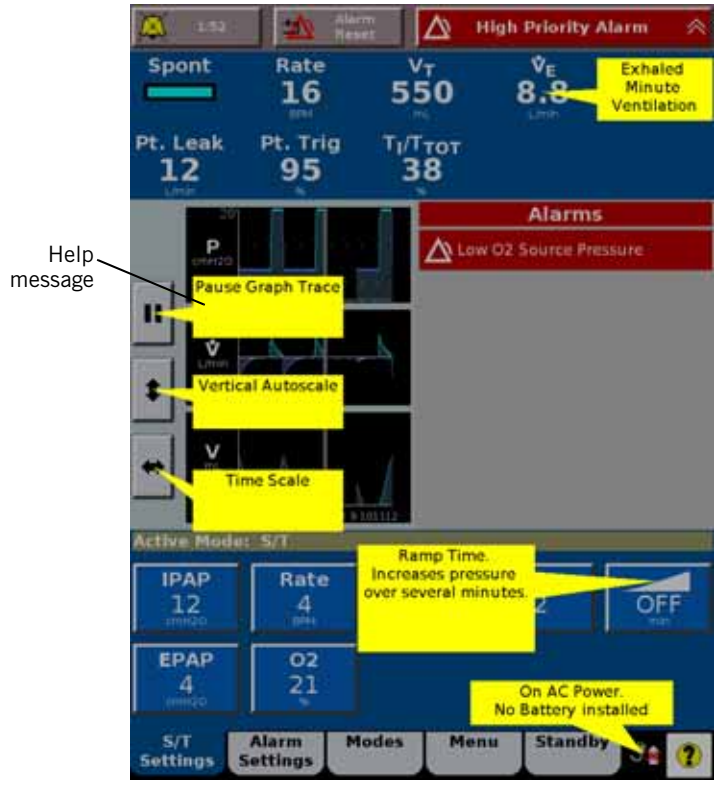 1:52
Alarm
Reset
High Priority Alarm
Spont
Rate
16
BPM
VT
550
mL
V̇E
8.8
L/min
Exhaled
Minute
Ventilation
Pt. Leak
12
L/min
Pt. Trig
95
%
TI/TTOT
38
%
Help
message
20
P
cmH2O
Pause Graph Trace
V̇
L/min
Vertical Autoscale
V
Time Scale
9 101112
Alarms
Low O2 Source Pressure
Active Mode: S/T
IPAP
12
cmH2O
Rate
4
BPM
Ramp Time.
Increases pressure
over several minutes.
2
OFF
min
EPAP
4
cmH2O
O2
21
%
On AC Power.
No Battery installed
S/T
Settings
Alarm
Settings
Modes
Menu
Standby
?